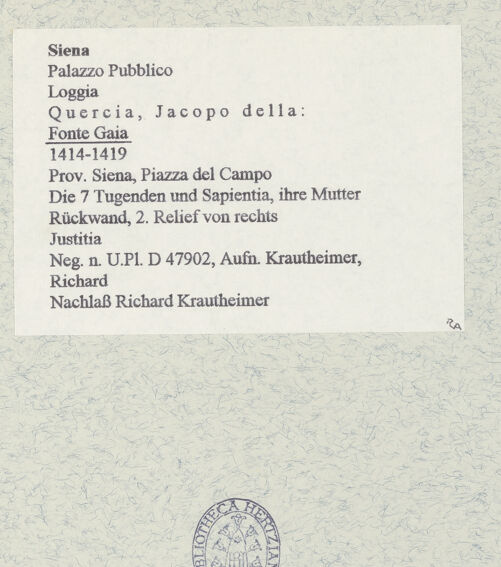 Siena
Palazzo Pubblico
Loggia
Quercia, Jacopo della:
Fonte Gaia
1414-1419
Prov. Siena, Piazza del Campo
Die 7 Tugenden und Sapientia, ihre Mutter
Rückwand, 2. Relief von rechts
Justitia
Neg. n. U.Pl. D 47902, Aufn. Krautheimer,
Richard
Nachlaß Richard Krautheimer
BIBLIOTHECA HERTZIAN